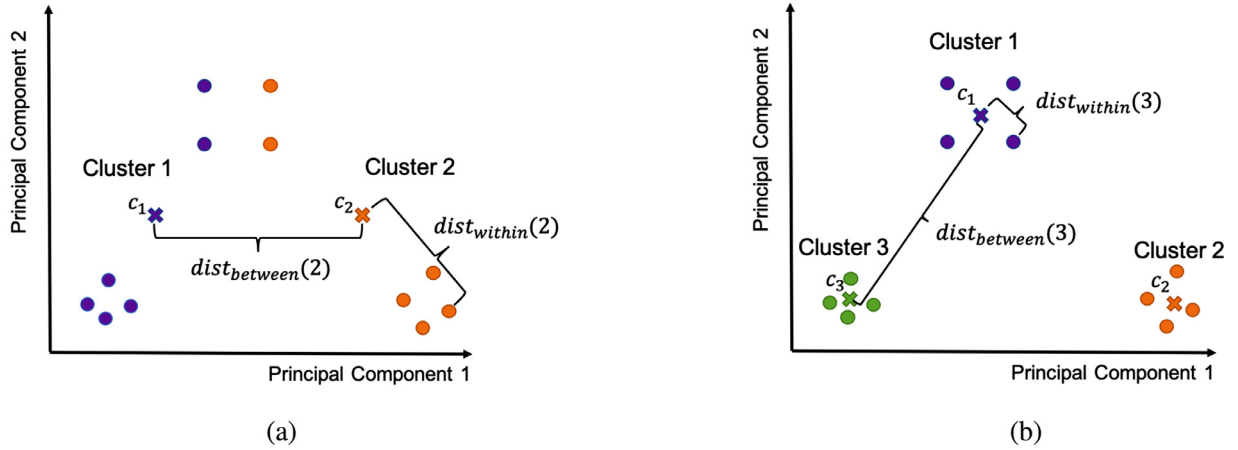 Principal Component 2
Cluster 1
Cluster 2
c1
c2
dist_within(2)
dist_between(2)
Principal Component 1
(a)
Principal Component 2
Cluster 1
c1
dist_within(3)
dist_between(3)
Cluster 3
Cluster 2
c3
c2
Principal Component 1
(b)